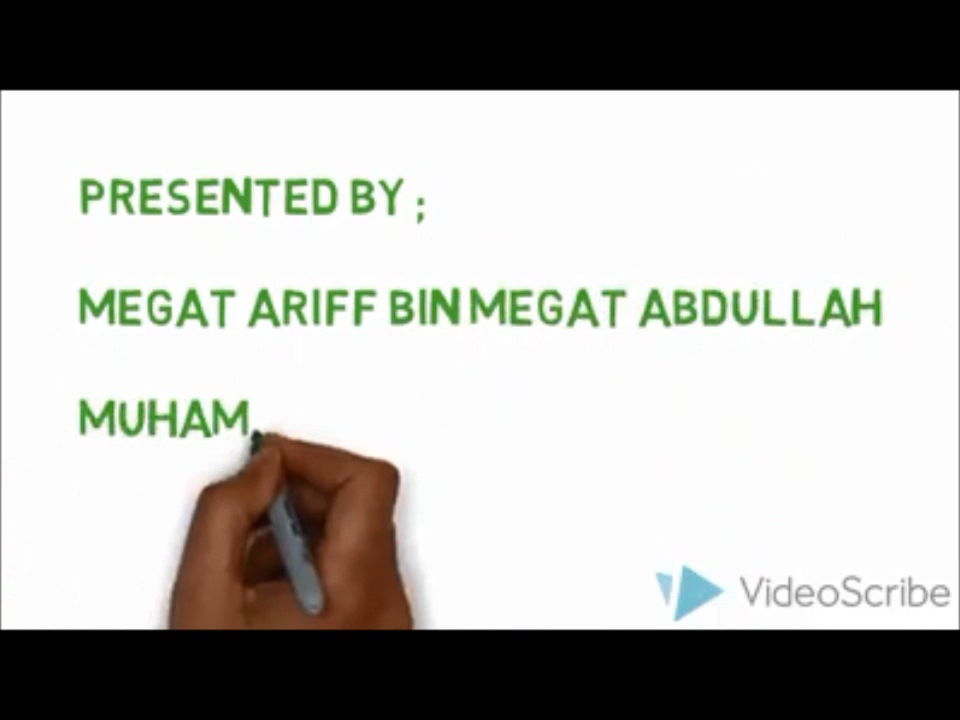 PRESENTED BY ;
MEGAT ARIFF BIN MEGAT ABDULLAH
MUHAM
VideoScribe